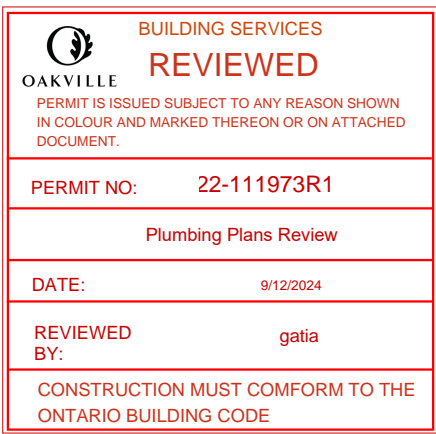 BUILDING SERVICES
OAKVILLE
REVIEWED
PERMIT IS ISSUED SUBJECT TO ANY REASON SHOWN
IN COLOUR AND MARKED THEREON OR ON ATTACHED
DOCUMENT.
PERMIT NO: 22-111973R1
Plumbing Plans Review
DATE: 9/12/2024
REVIEWED
BY: gatia
CONSTRUCTION MUST COMFORM TO THE
ONTARIO BUILDING CODE